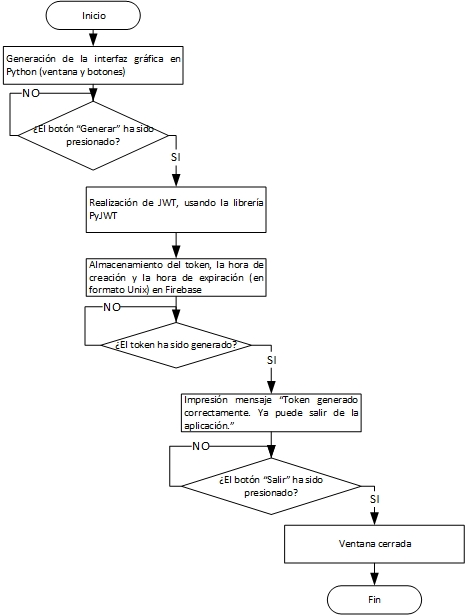 Inicio
Generación de la interfaz gráfica en
Python (ventana y botones)
NO
¿El botón “Generar” ha sido
presionado?
SI
Realización de JWT, usando la librería
PyJWT
Almacenamiento del token, la hora de
creación y la hora de expiración (en
formato Unix) en Firebase
NO
¿El token ha sido generado?
SI
Impresión mensaje “Token generado
correctamente. Ya puede salir de la
aplicación.”
NO
¿El botón “Salir” ha sido
presionado?
SI
Ventana cerrada
Fin